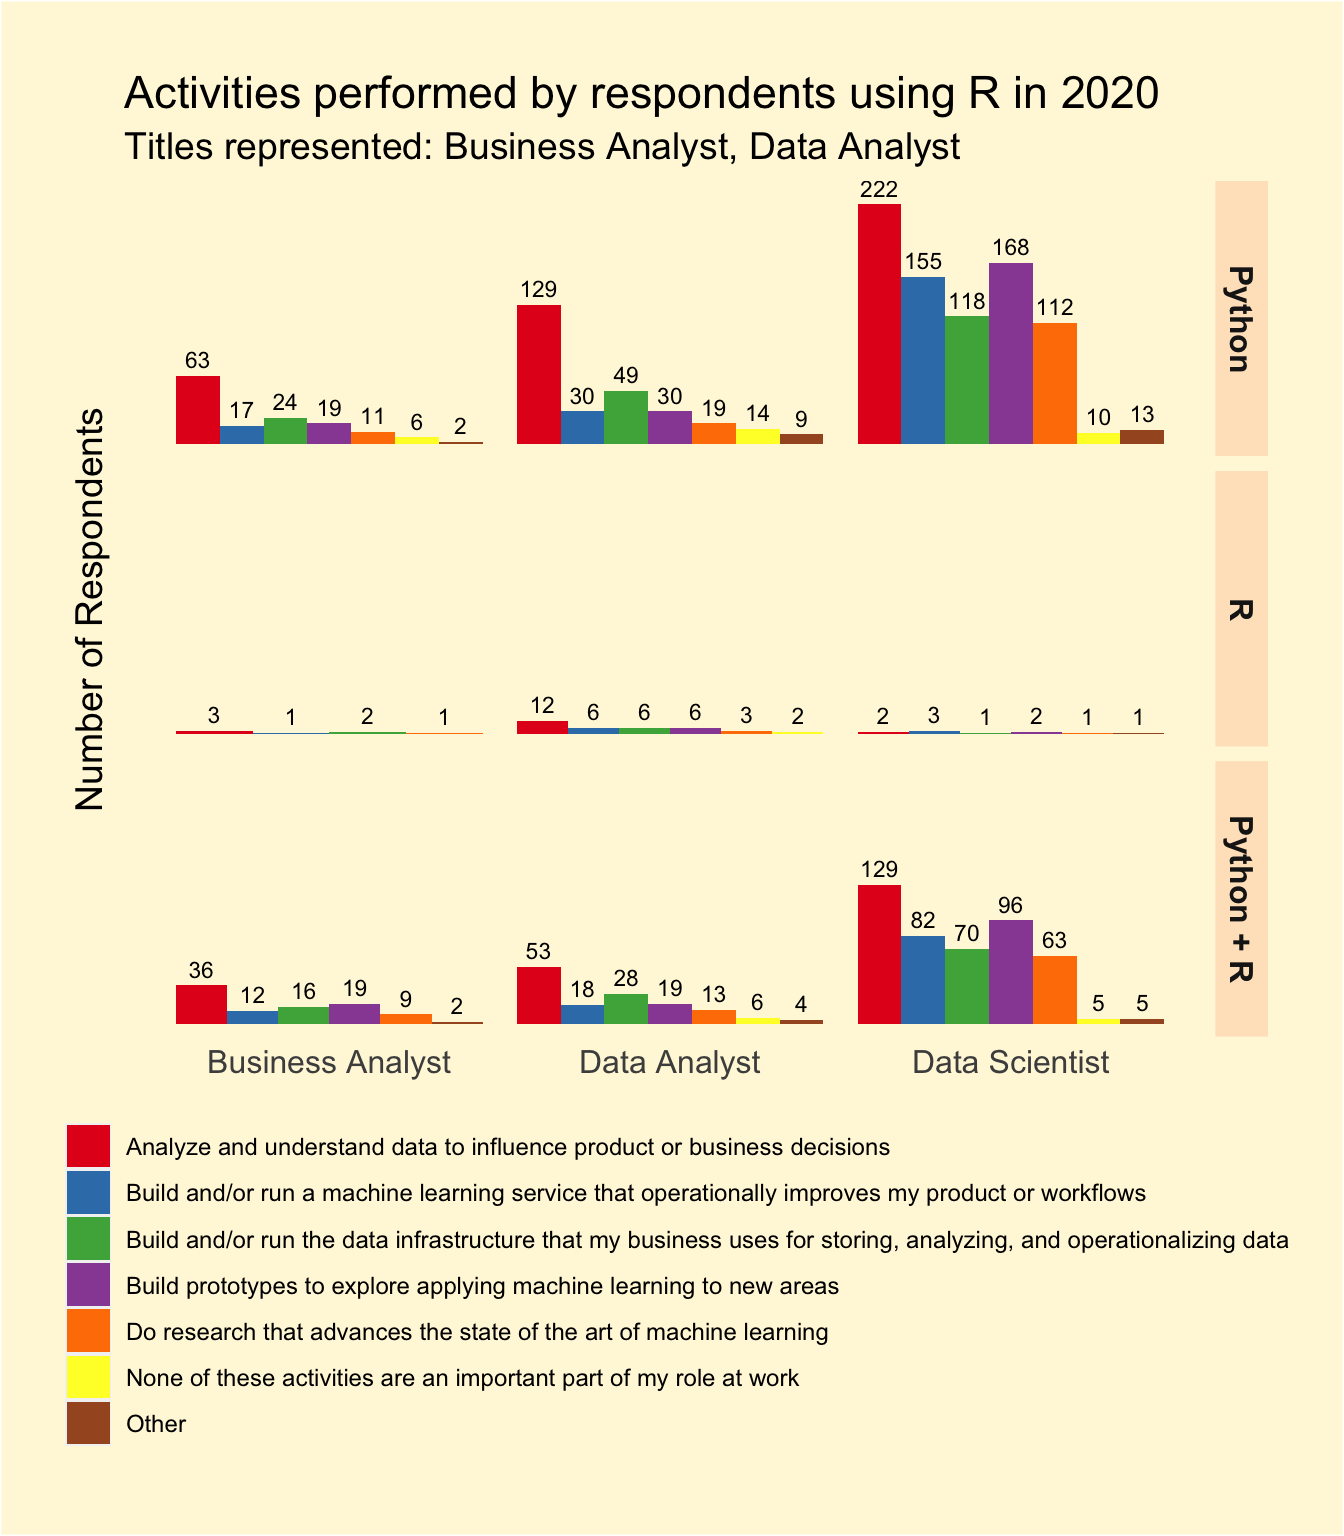 Activities performed by respondents using R in 2020
Titles represented: Business Analyst, Data Analyst
Number of Respondents
63 17 24 19 11 6 2
129 30 49 30 19 14 9
222 155 118 168 112 10 13
Python
3 1 2 1
12 6 6 6 3 2
2 3 1 2 1 1
R
36 12 16 19 9 2
53 18 28 19 13 6 4
129 82 70 96 63 5 5
Python + R
Business Analyst
Data Analyst
Data Scientist
Analyze and understand data to influence product or business decisions
Build and/or run a machine learning service that operationally improves my product or workflows
Build and/or run the data infrastructure that my business uses for storing, analyzing, and operationalizing data
Build prototypes to explore applying machine learning to new areas
Do research that advances the state of the art of machine learning
None of these activities are an important part of my role at work
Other